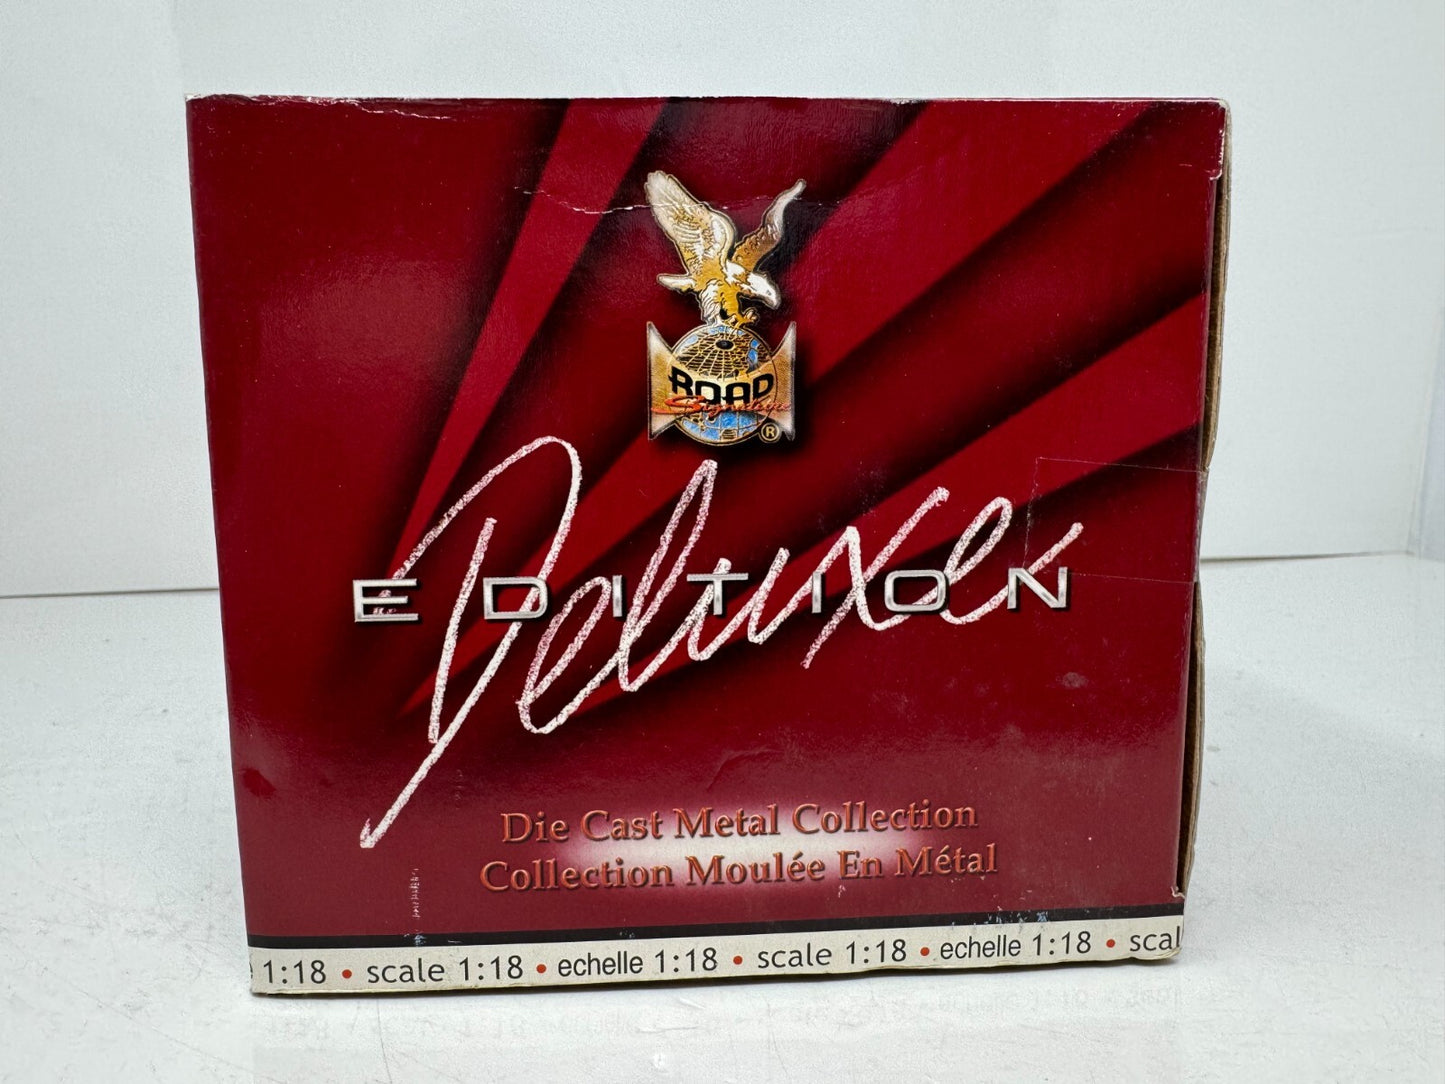 ROAD
Signature
®
Deluxe
EDITION
Die Cast Metal Collection
Collection Moulée En Métal
1:18 • scale 1:18 • echelle 1:18 • scale 1:18 • echelle 1:18 • scal